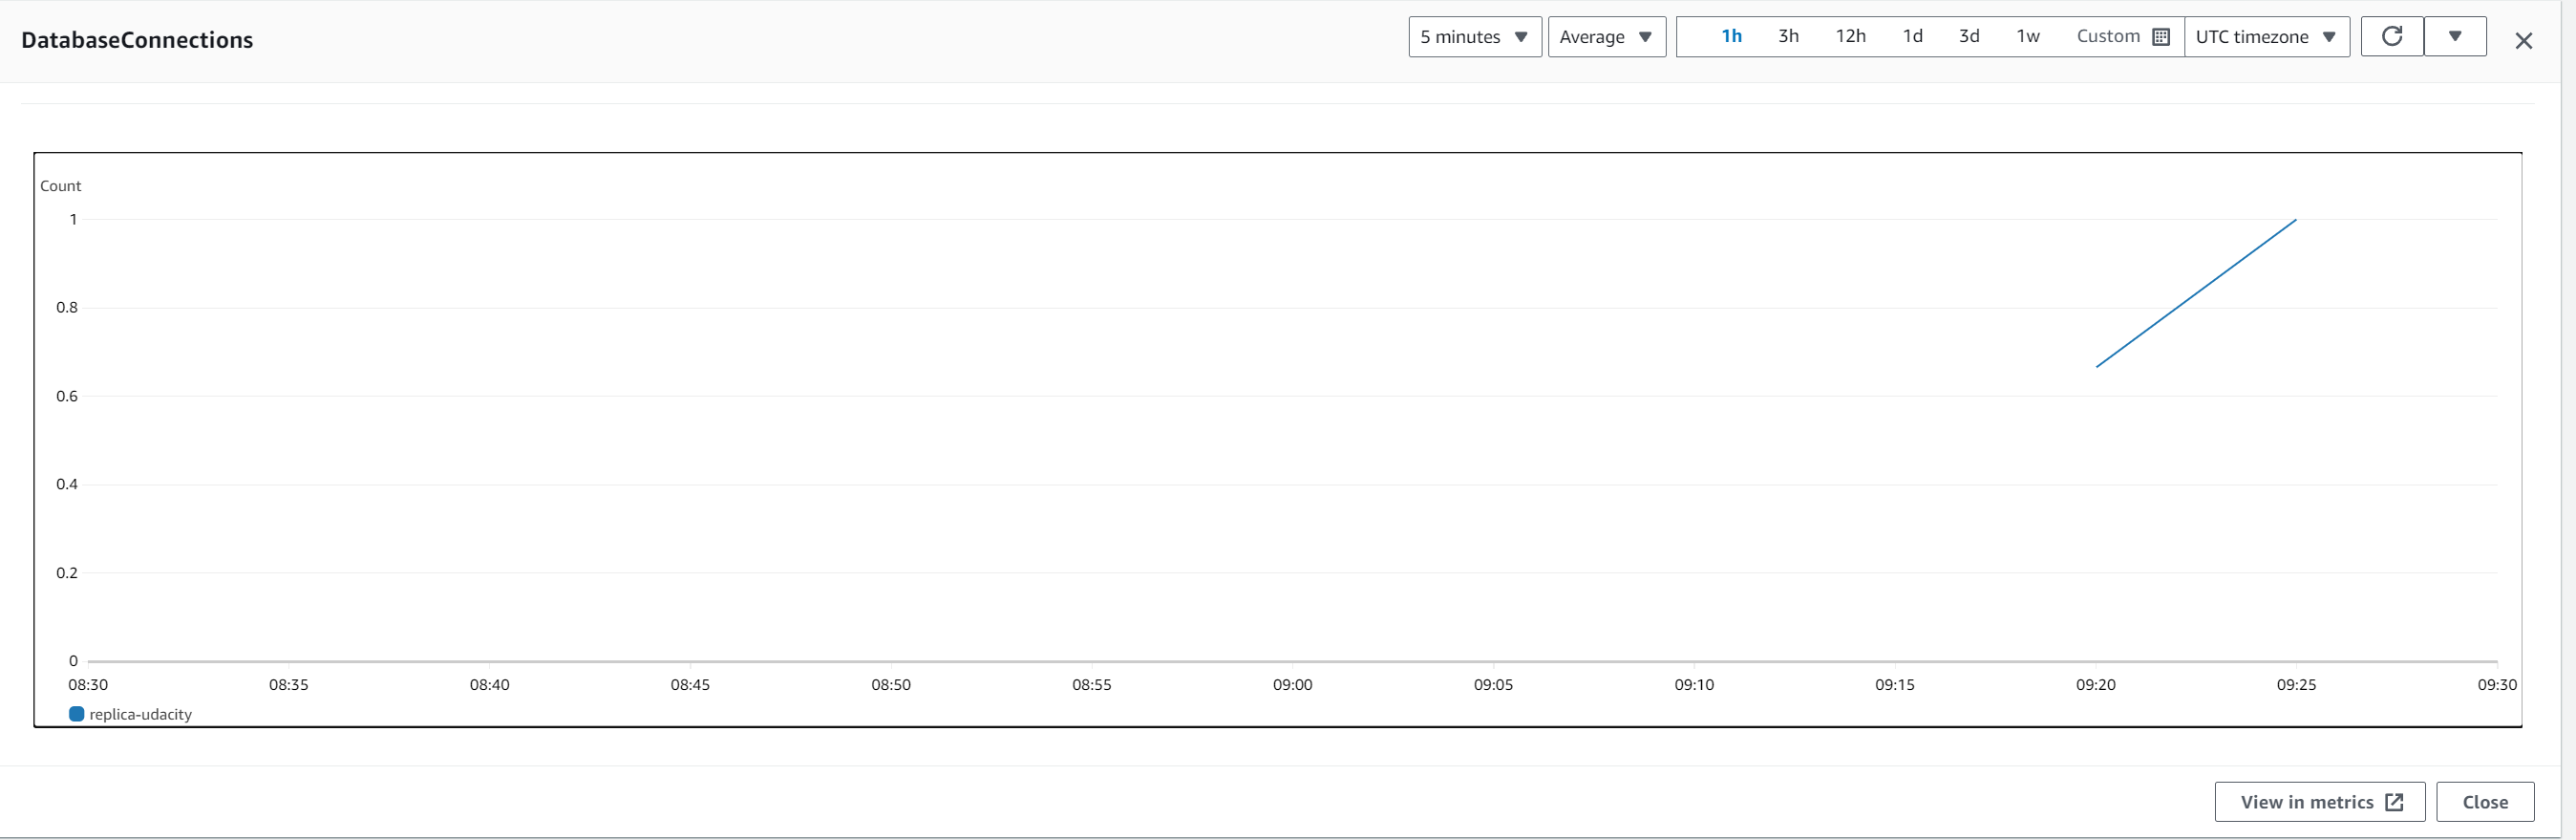 DatabaseConnections
5 minutes Average 1h 3h 12h 1d 3d 1w Custom UTC timezone
Count
1
0.8
0.6
0.4
0.2
0
08:30 08:35 08:40 08:45 08:50 08:55 09:00 09:05 09:10 09:15 09:20 09:25 09:30
replica-udacity
View in metrics Close